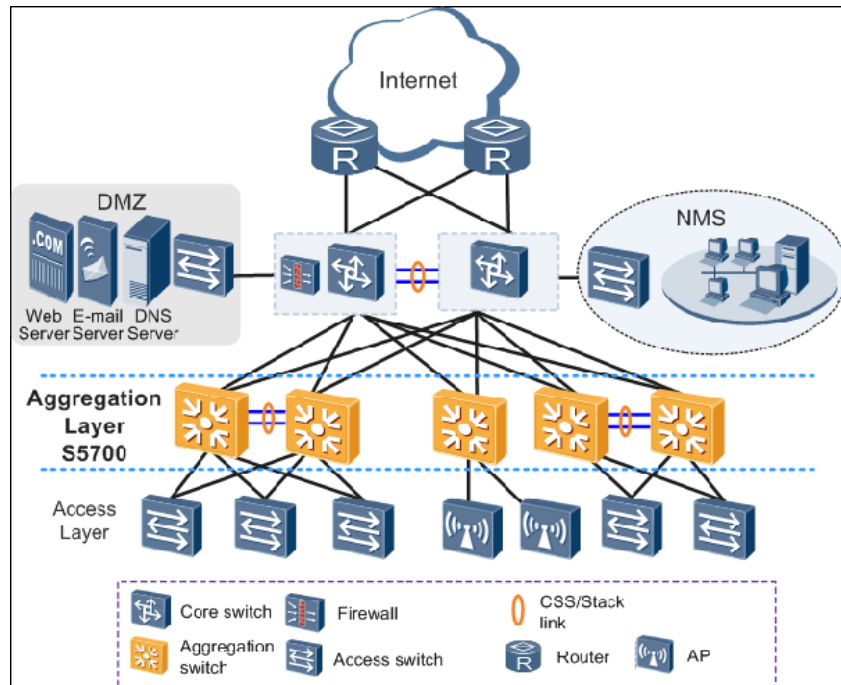 Internet
R
R
DMZ
NMS
.COM
Web
Server
E-mail
Server
DNS
Server
Aggregation
Layer
S5700
Access
Layer
Core switch
Firewall
CSS/Stack
link
Aggregation
switch
Access switch
R
Router
AP